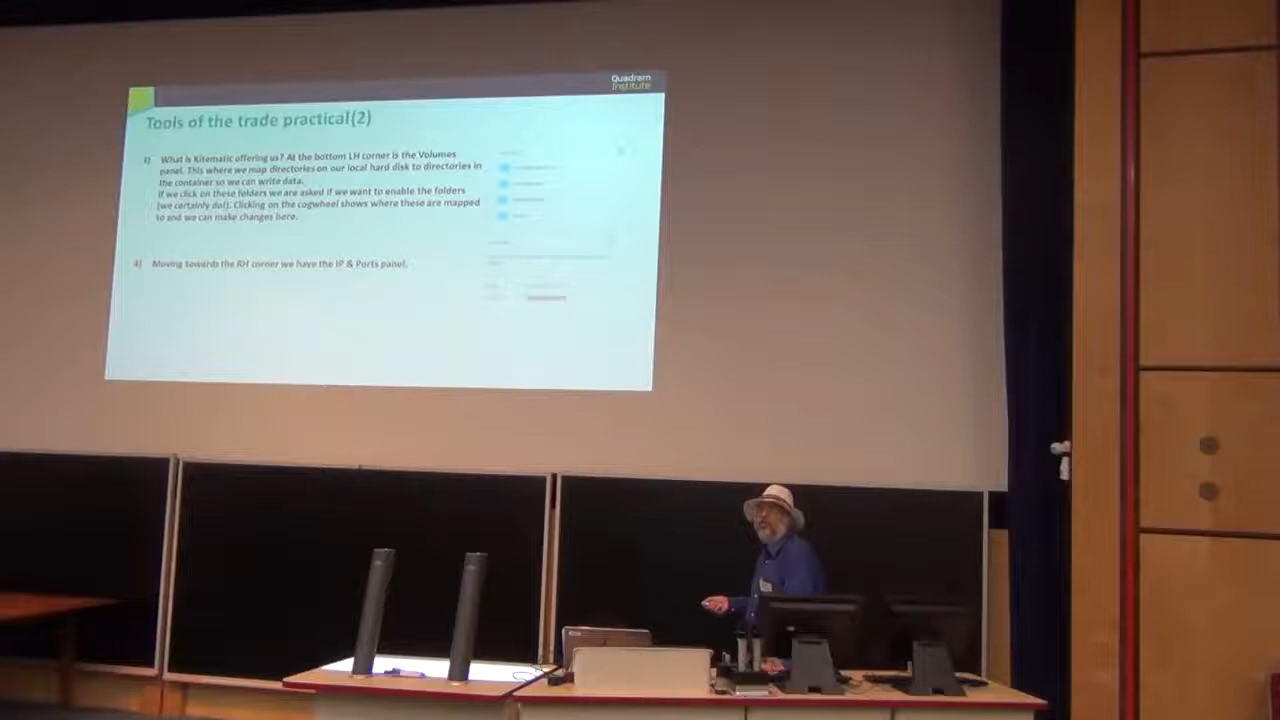 Quadram
Institute
Tools of the trade practical(2)
3) What is Kitematic offering us? At the bottom LH corner is the Volumes
panel. This where we map directories on our local hard disk to directories in
the container so we can write data.
If we click on these folders we are asked if we want to enable the folders
(we certainly do!). Clicking on the cogwheel shows where these are mapped
to and we can make changes here.
4) Moving towards the RH corner we have the IP & Ports panel.